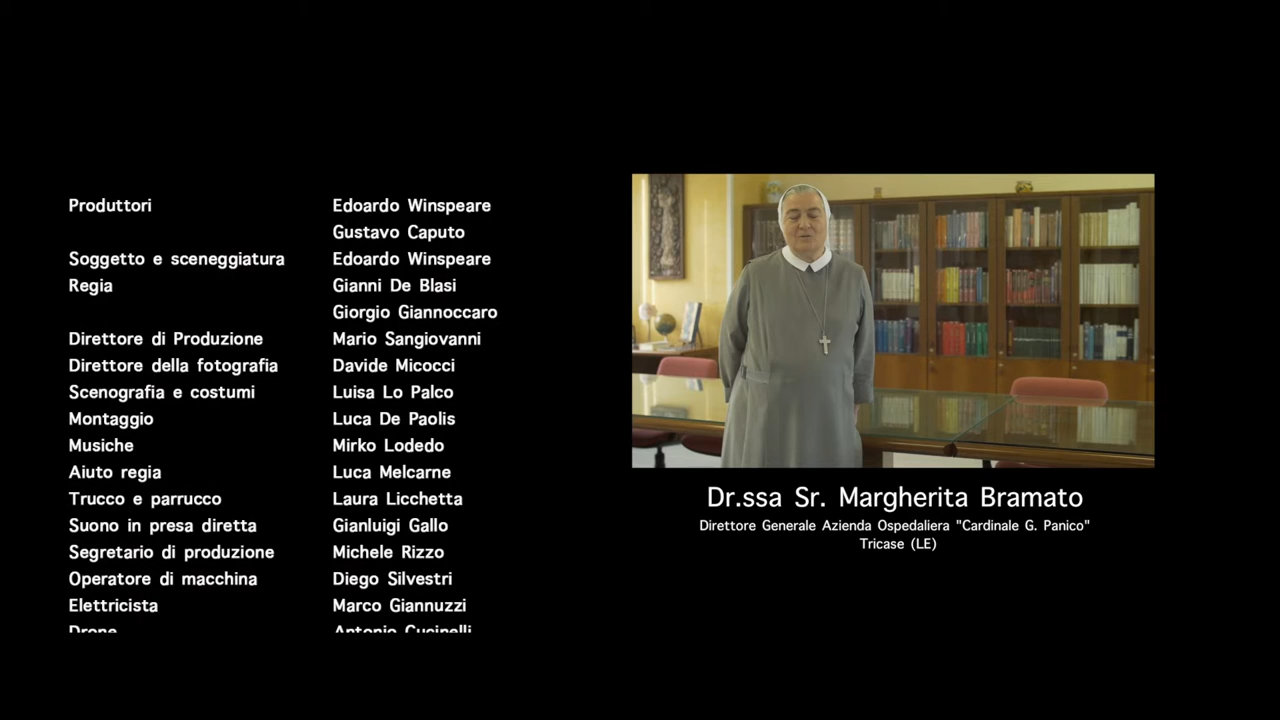 Produttori Edoardo Winspeare
Gustavo Caputo
Soggetto e sceneggiatura Edoardo Winspeare
Regia Gianni De Blasi
Giorgio Giannoccaro
Direttore di Produzione Mario Sangiovanni
Direttore della fotografia Davide Micocci
Scenografia e costumi Luisa Lo Palco
Montaggio Luca De Paolis
Musiche Mirko Lodedo
Aiuto regia Luca Melcarne
Trucco e parrucco Laura Licchetta
Suono in presa diretta Gianluigi Gallo
Segretario di produzione Michele Rizzo
Operatore di macchina Diego Silvestri
Elettricista Marco Giannuzzi
Drone Antonio Cucinelli
Dr.ssa Sr. Margherita Bramato
Direttore Generale Azienda Ospedaliera "Cardinale G. Panico"
Tricase (LE)